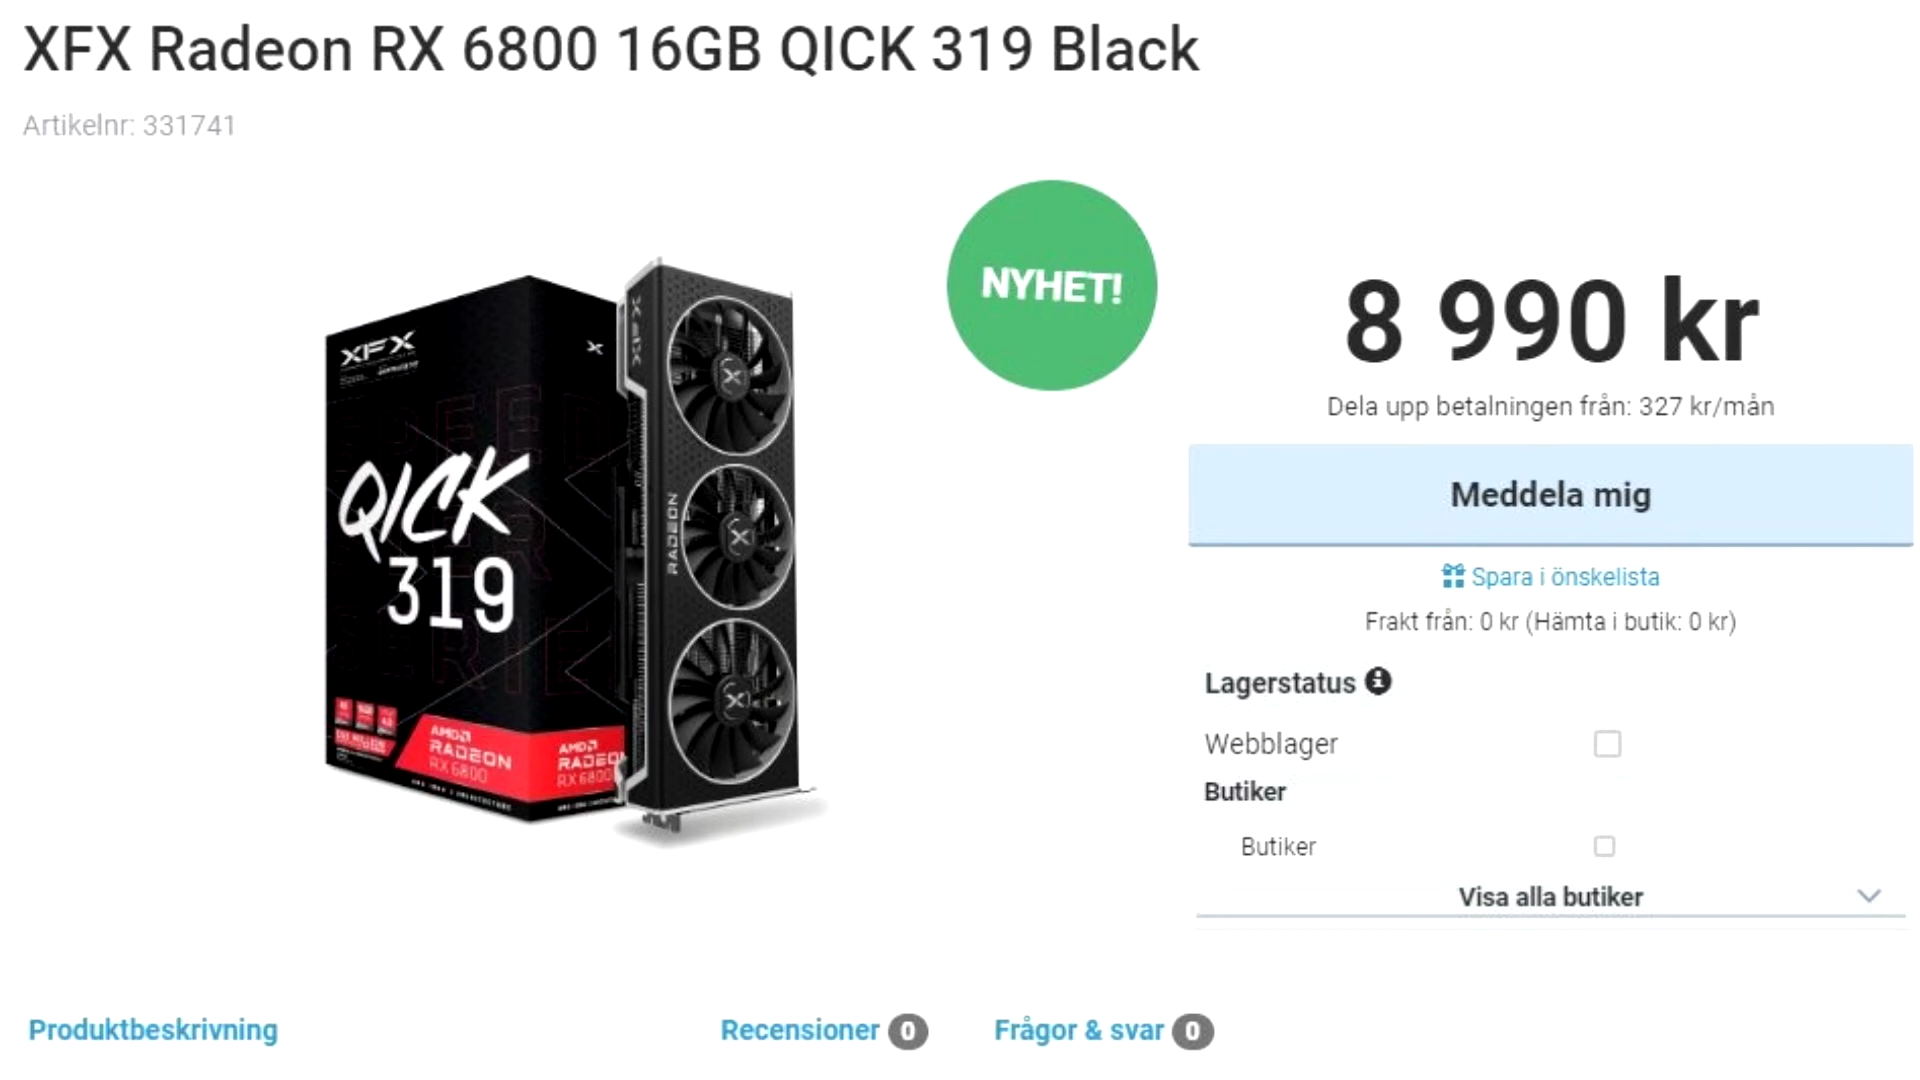 XFX Radeon RX 6800 16GB QICK 319 Black
Artikelnr: 331741
NYHET!
8 990 kr
Dela upp betalningen från: 327 kr/mån
Meddela mig
Spara i önskelista
Frakt från: 0 kr (Hämta i butik: 0 kr)
Lagerstatus
Webblager
Butiker
Butiker
Visa alla butiker
XFX
QICK
319
AMD
RADEON
RX 6800
AMD
RADEON
RX 6800
RADEON
XFX
Produktbeskrivning
Recensioner 0
Frågor & svar 0